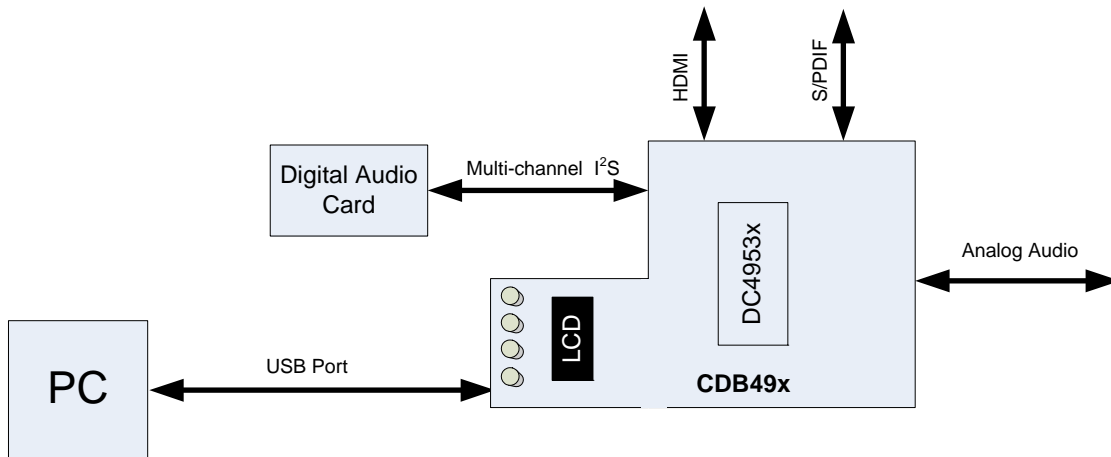 HDMI
S/PDIF
Digital Audio
Card
Multi-channel I²S
DC4953x
Analog Audio
LCD
PC
USB Port
CDB49x